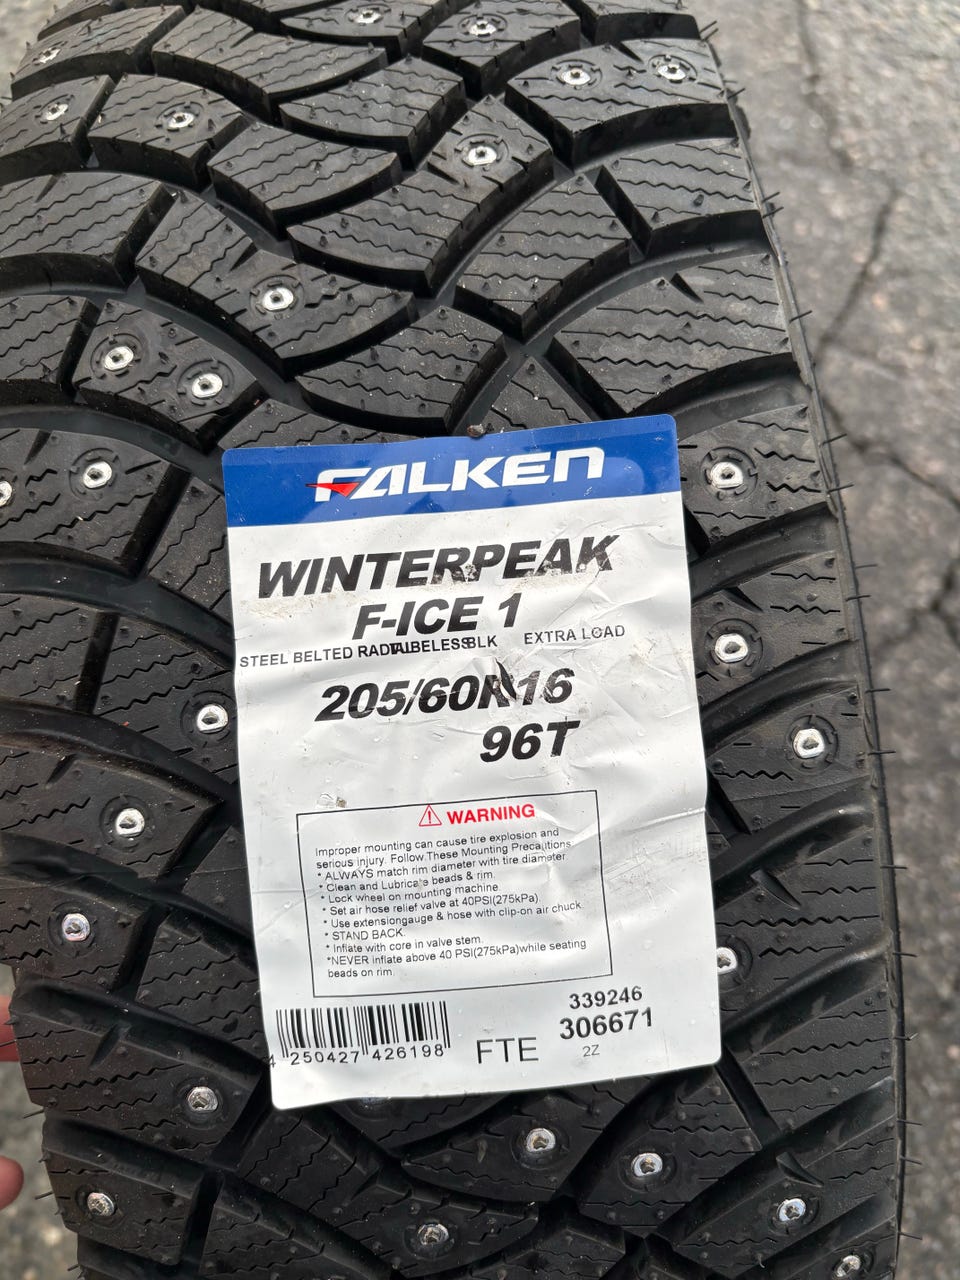 FALKEN
WINTERPEAK
F-ICE 1
STEEL BELTED RADIAL TUBELESS BLK EXTRA LOAD
205/60R16
96T
WARNING
Improper mounting can cause tire explosion and
serious injury. Follow These Mounting Precautions
* ALWAYS match rim diameter with tire diameter.
* Clean and Lubricate beads & rim.
* Lock wheel on mounting machine.
* Set air hose relief valve at 40PSI(275kPa)
* Use extensiongauge & hose with clip-on air chuck.
* STAND BACK.
* Inflate with core in valve stem.
*NEVER inflate above 40 PSI(275kPa)while seating
beads on rim.
339246
306671
4 250427 426198
FTE
2Z